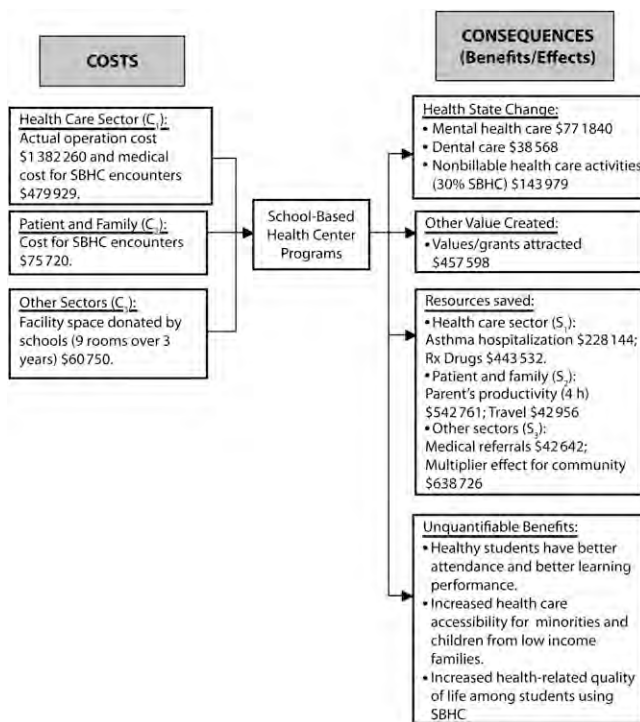 COSTS
Health Care Sector (C₁):
Actual operation cost
$1 382 260 and medical
cost for SBHC encounters
$479 929.
Patient and Family (C₂):
Cost for SBHC encounters
$75 720.
Other Sectors (C₃):
Facility space donated by
schools (9 rooms over 3
years) $60 750.
School-Based
Health Center
Programs
CONSEQUENCES
(Benefits/Effects)
Health State Change:
• Mental health care $77 1840
• Dental care $38 568
• Nonbillable health care activities
(30% SBHC) $143 979
Other Value Created:
• Values/grants attracted
$457 598
Resources saved:
• Health care sector (S₁):
Asthma hospitalization $228 144;
Rx Drugs $443 532.
• Patient and family (S₂):
Parent's productivity (4 h)
$542 761; Travel $42 956
• Other sectors (S₃):
Medical referrals $42 642;
Multiplier effect for community
$638 726
Unquantifiable Benefits:
• Healthy students have better
attendance and better learning
performance.
• Increased health care
accessibility for minorities and
children from low income
families.
• Increased health-related quality
of life among students using
SBHC